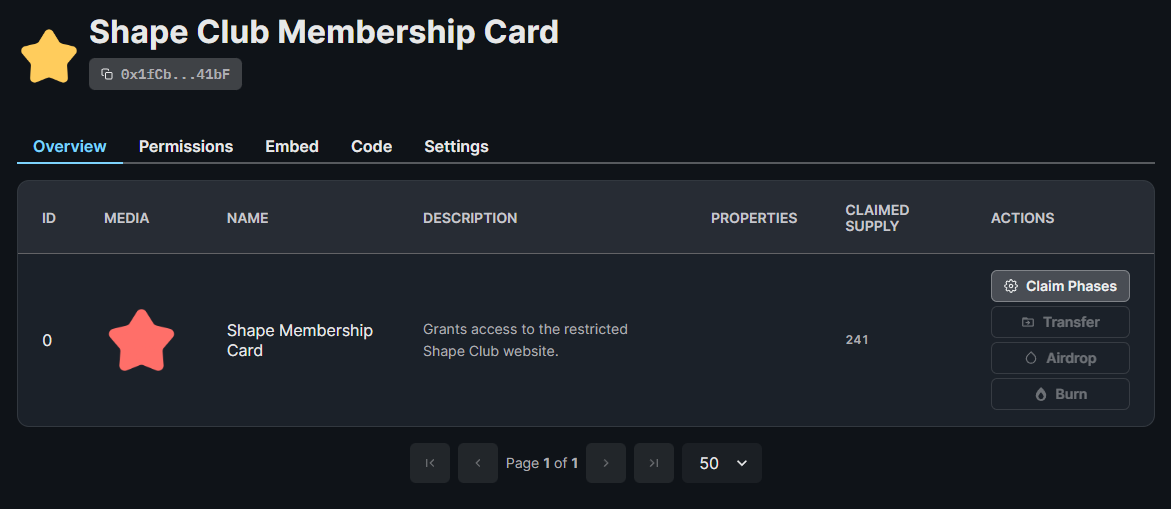 Shape Club Membership Card
0x1fCb...41bF
Overview Permissions Embed Code Settings
ID MEDIA NAME DESCRIPTION PROPERTIES CLAIMED SUPPLY ACTIONS
0
Shape Membership
Card
Grants access to the restricted
Shape Club website.
241
Claim Phases
Transfer
Airdrop
Burn
Page 1 of 1
50